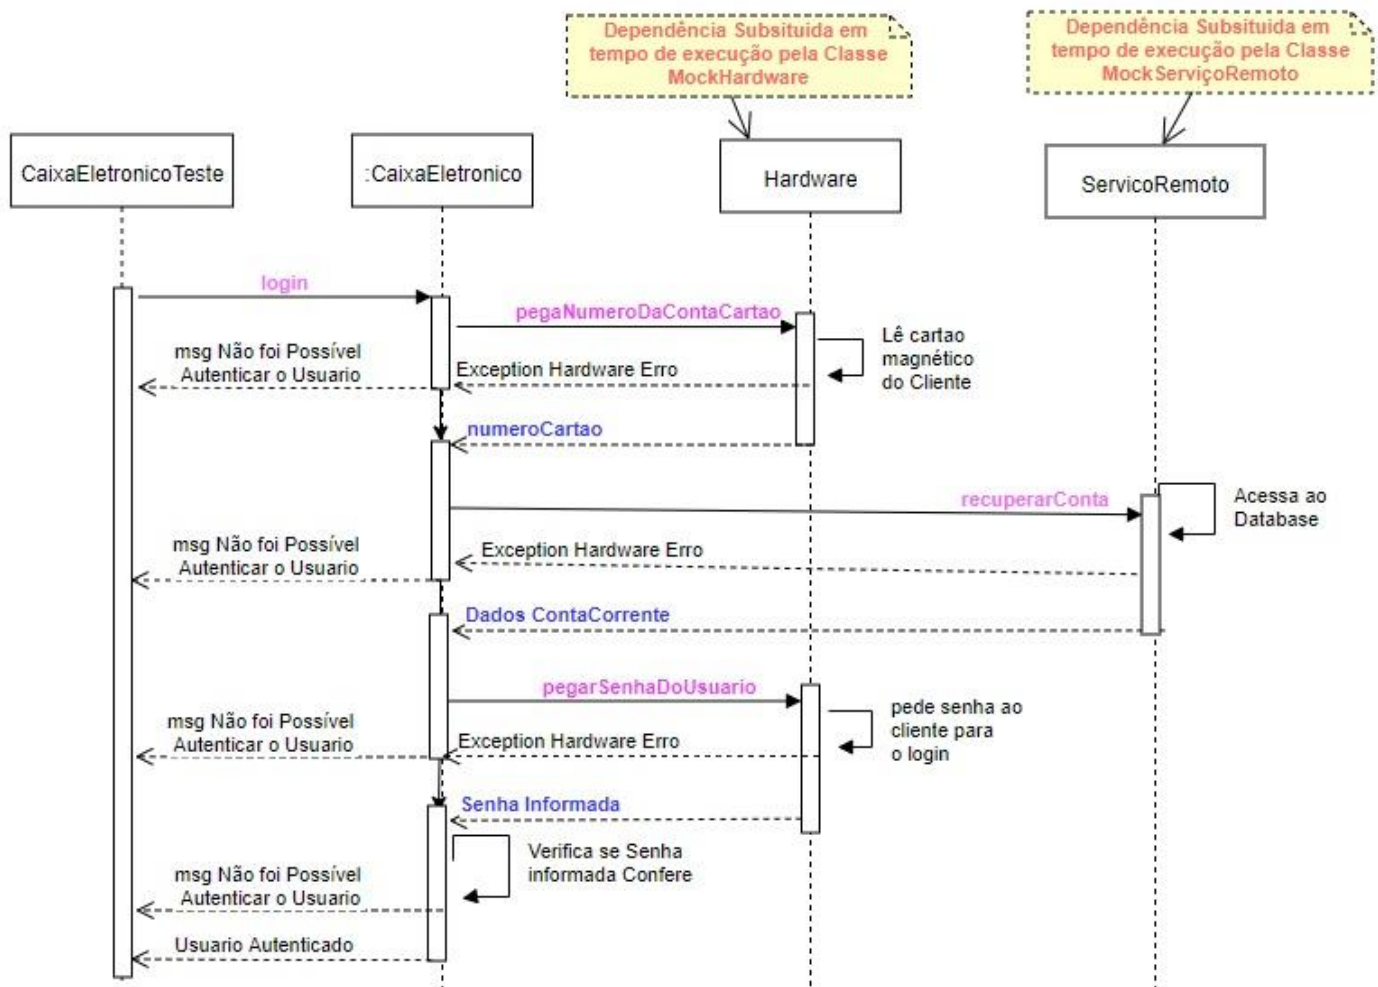 Dependência Subsituida em
tempo de execução pela Classe
MockHardware
Dependência Subsituida em
tempo de execução pela Classe
MockServiçoRemoto
CaixaEletronicoTeste
:CaixaEletronico
Hardware
ServicoRemoto
login
pegaNumeroDaContaCartao
Lê cartao
magnético
do Cliente
msg Não foi Possível
Autenticar o Usuario
Exception Hardware Erro
numeroCartao
recuperarConta
Acessa ao
Database
msg Não foi Possível
Autenticar o Usuario
Exception Hardware Erro
Dados ContaCorrente
pegarSenhaDoUsuario
pede senha ao
cliente para
o login
msg Não foi Possível
Autenticar o Usuario
Exception Hardware Erro
Senha Informada
Verifica se Senha
informada Confere
msg Não foi Possível
Autenticar o Usuario
Usuario Autenticado